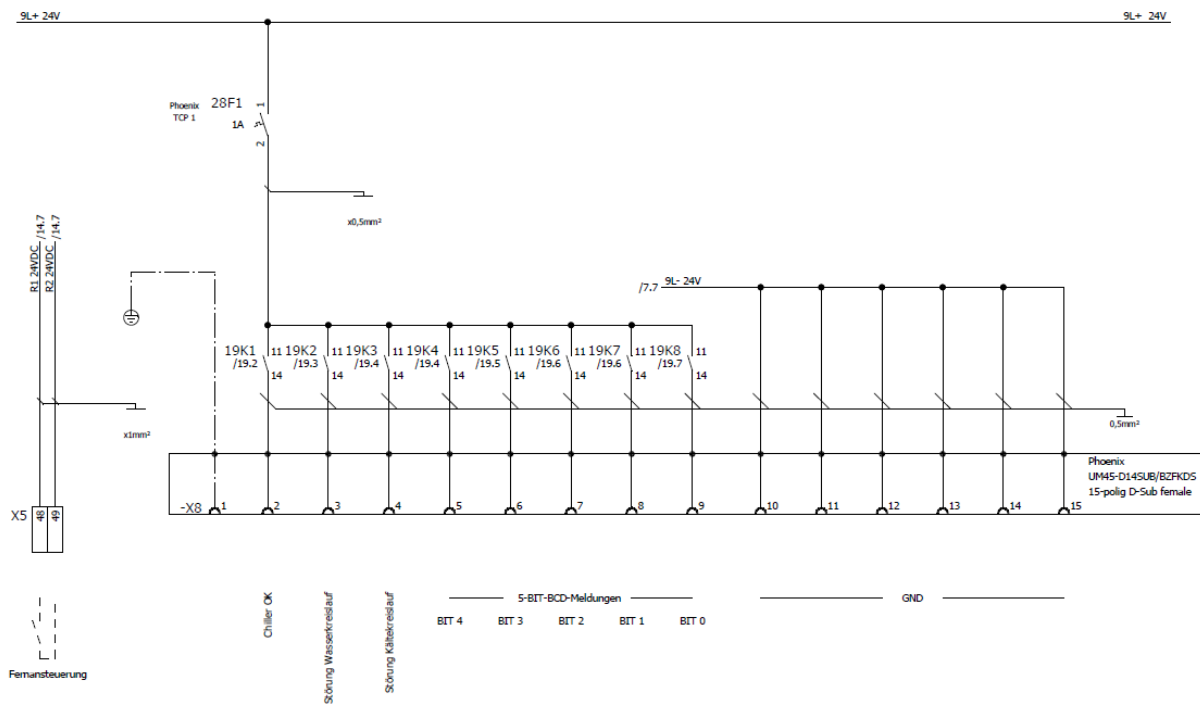 9L+ 24V
9L+ 24V
Phoenix
TCP 1
28F1
1
1A
2
x0,5mm²
R1 24VDC /14.7
R2 24VDC /14.7
/7.7 9L- 24V
19K1 11 19K2 11 19K3 11 19K4 11 19K5 11 19K6 11 19K7 11 19K8 11
/19.2 /19.3 /19.4 /19.4 /19.5 /19.6 /19.6 /19.7
14 14 14 14 14 14 14 14
x1mm²
0,5mm²
Phoenix
UM45-D14SUB/BZFKDS
15-polig D-Sub female
-X8 1 2 3 4 5 6 7 8 9 10 11 12 13 14 15
X5 48 49
Chiller OK
Störung Wasserkreislauf
Störung Kältekreislauf
5-BIT-BCD-Meldungen
GND
BIT 4 BIT 3 BIT 2 BIT 1 BIT 0
Fernansteuerung